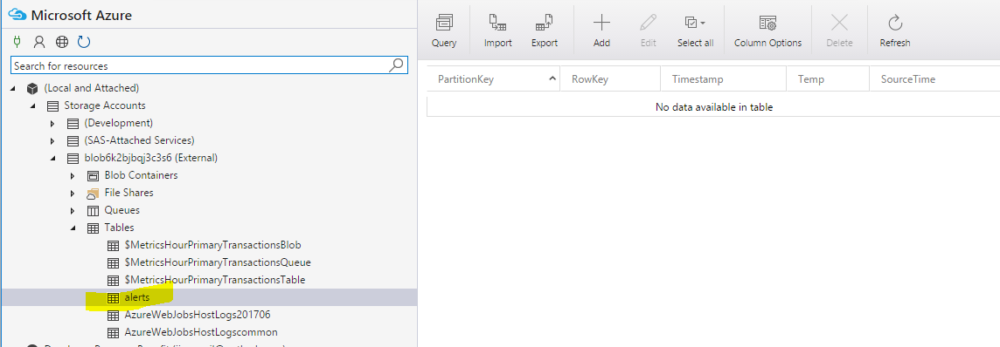 Microsoft Azure
Search for resources
(Local and Attached)
Storage Accounts
(Development)
(SAS-Attached Services)
blob6k2bjbqj3c3s6 (External)
Blob Containers
File Shares
Queues
Tables
$MetricsHourPrimaryTransactionsBlob
$MetricsHourPrimaryTransactionsQueue
$MetricsHourPrimaryTransactionsTable
alerts
AzureWebJobsHostLogs201706
AzureWebJobsHostLogscommon
Query Import Export Add Edit Select all Column Options Delete Refresh
PartitionKey RowKey Timestamp Temp SourceTime
No data available in table